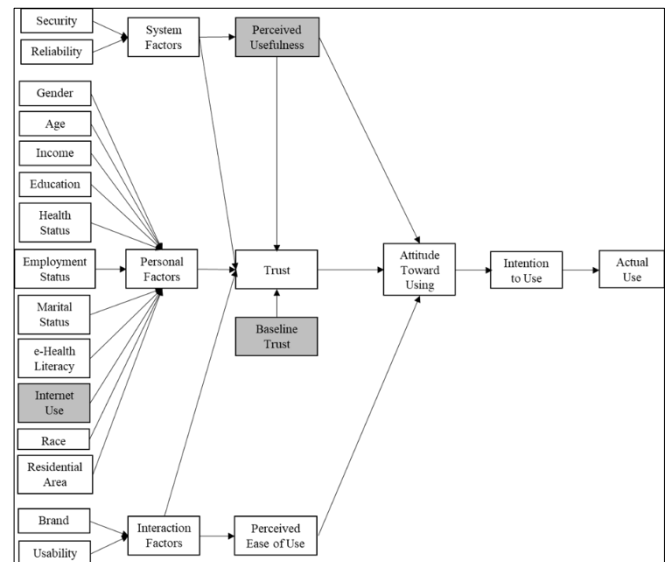 Security
Reliability
System
Factors
Perceived
Usefulness
Gender
Age
Income
Education
Health
Status
Employment
Status
Personal
Factors
Trust
Attitude
Toward
Using
Intention
to Use
Actual
Use
Marital
Status
Baseline
Trust
e-Health
Literacy
Internet
Use
Race
Residential
Area
Brand
Usability
Interaction
Factors
Perceived
Ease of Use